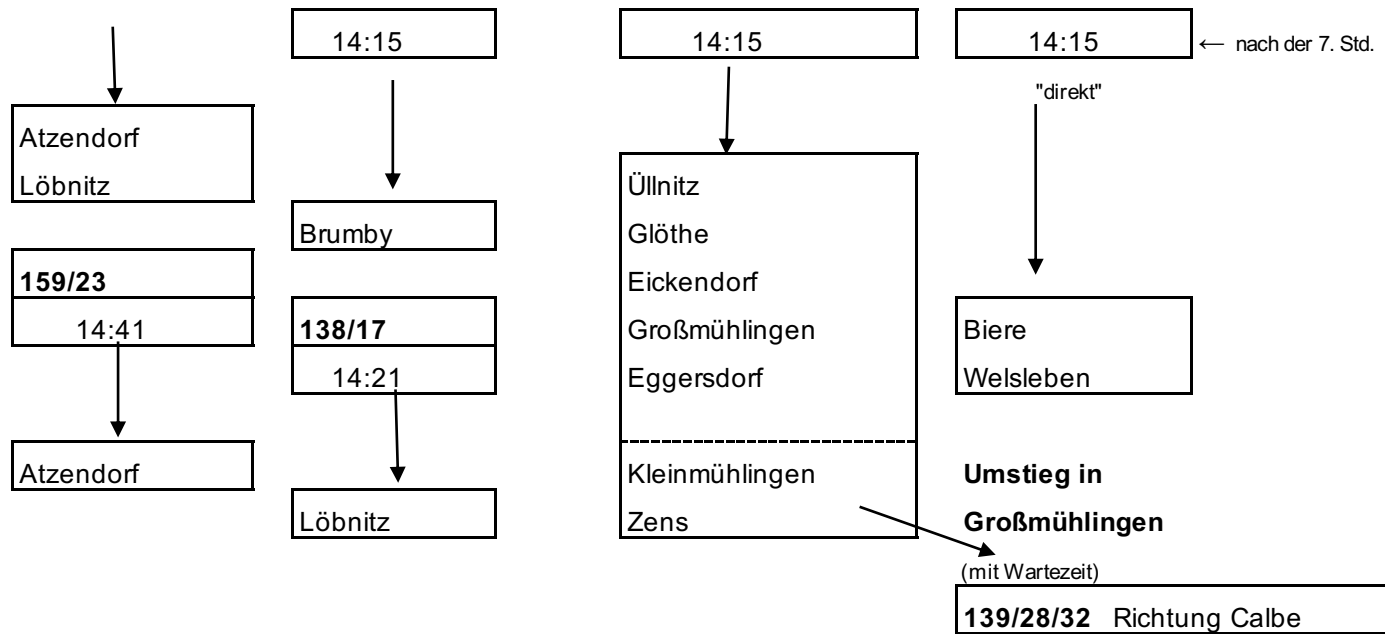 14:15
14:15
14:15
← nach der 7. Std.
"direkt"
Atzendorf
Löbnitz
159/23
14:41
Atzendorf
Brumby
138/17
14:21
Löbnitz
Üllnitz
Glöthe
Eickendorf
Großmühlingen
Eggersdorf
Kleinmühlingen
Zens
Biere
Welsleben
Umstieg in
Großmühlingen
(mit Wartezeit)
139/28/32 Richtung Calbe